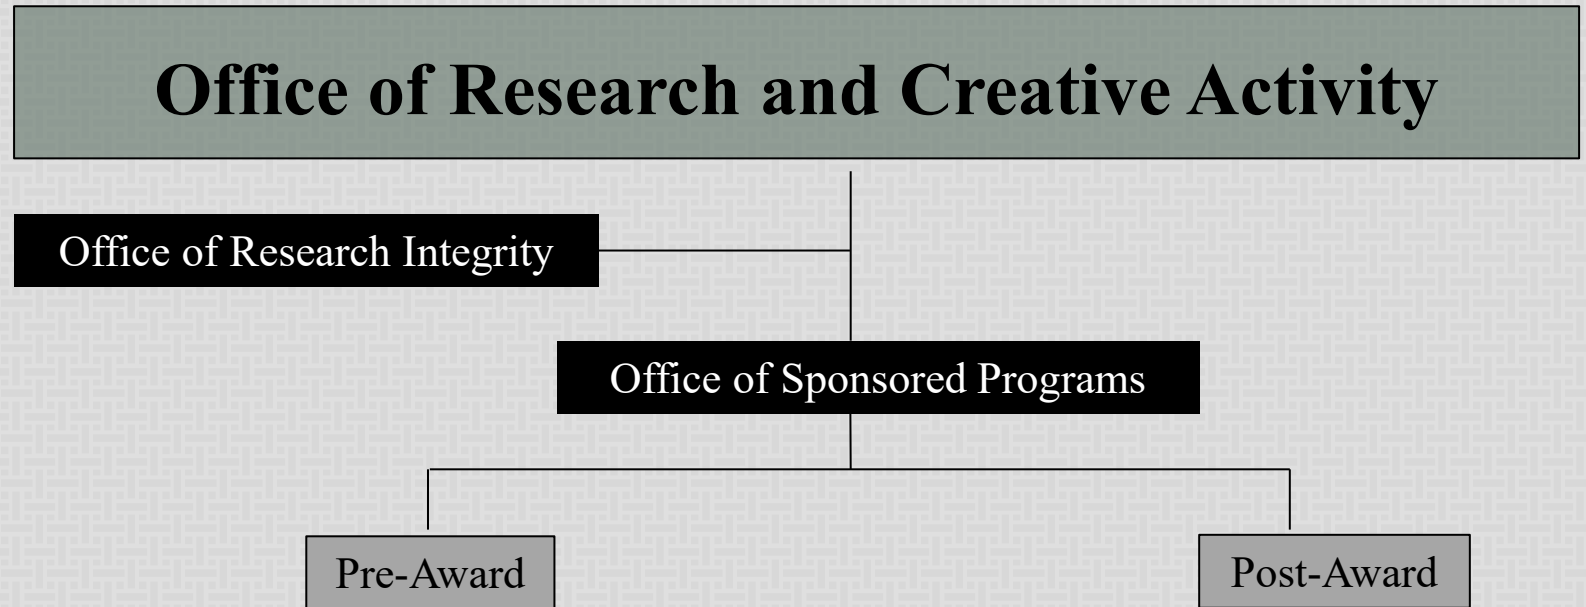 Office of Research and Creative Activity
Office of Research Integrity
Office of Sponsored Programs
Pre-Award
Post-Award